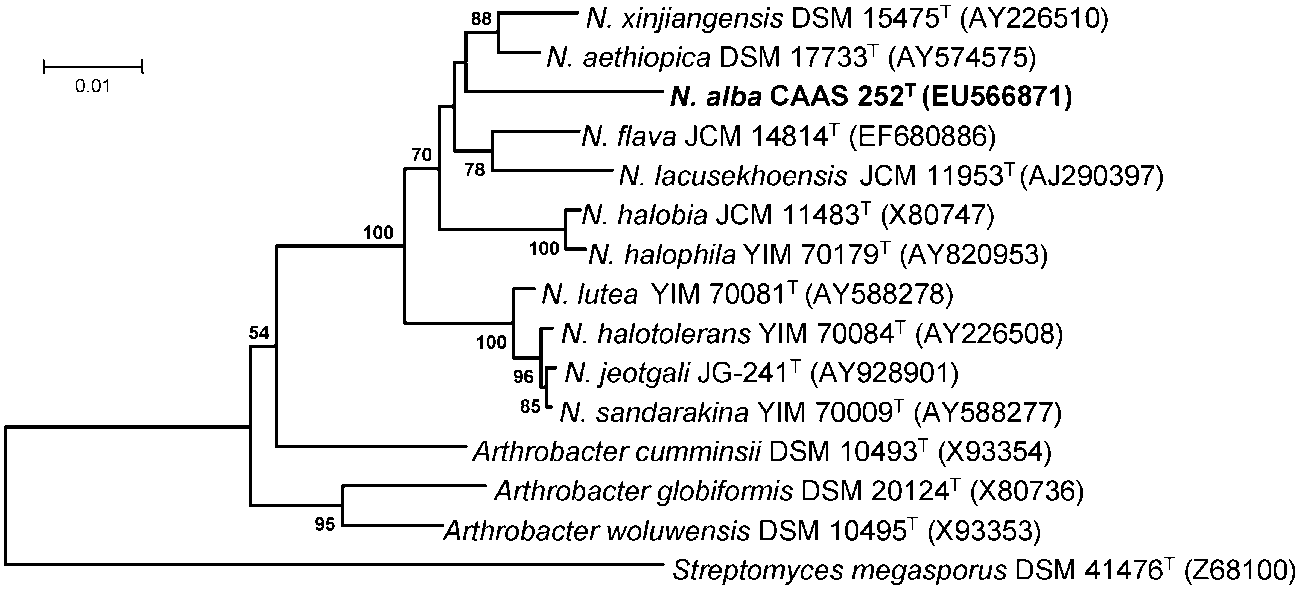 88
N. xinjiangensis DSM 15475ᵀ (AY226510)
0.01
N. aethiopica DSM 17733ᵀ (AY574575)
N. alba CAAS 252ᵀ (EU566871)
70
N. flava JCM 14814ᵀ (EF680886)
78
N. lacusekhoensis JCM 11953ᵀ (AJ290397)
N. halobia JCM 11483ᵀ (X80747)
100
100
N. halophila YIM 70179ᵀ (AY820953)
N. lutea YIM 70081ᵀ (AY588278)
54
100
N. halotolerans YIM 70084ᵀ (AY226508)
96
N. jeotgali JG-241ᵀ (AY928901)
85
N. sandarakina YIM 70009ᵀ (AY588277)
Arthrobacter cumminsii DSM 10493ᵀ (X93354)
Arthrobacter globiformis DSM 20124ᵀ (X80736)
95
Arthrobacter woluwensis DSM 10495ᵀ (X93353)
Streptomyces megasporus DSM 41476ᵀ (Z68100)